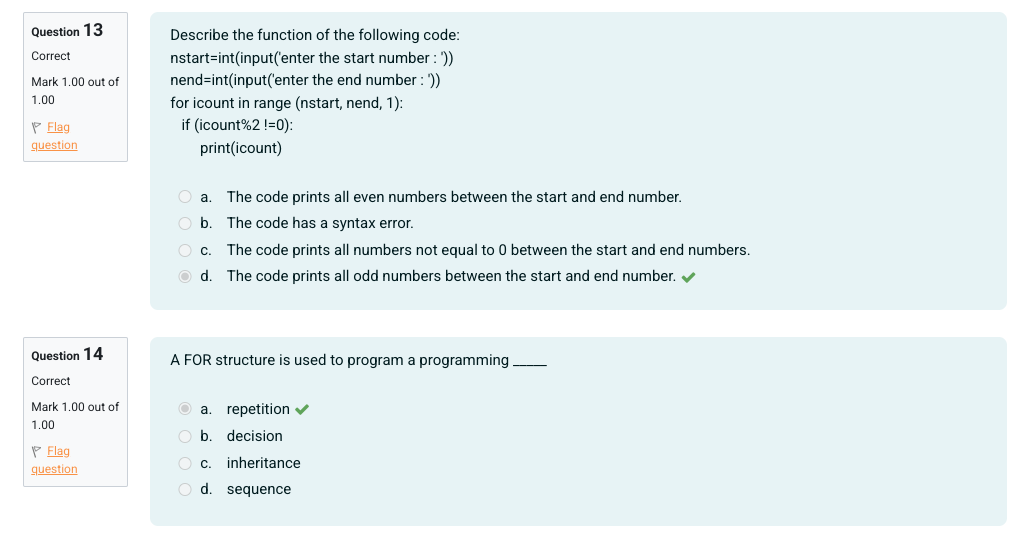 Question 13
Correct
Mark 1.00 out of
1.00
Flag
question
Describe the function of the following code:
nstart=int(input('enter the start number : '))
nend=int(input('enter the end number : '))
for icount in range (nstart, nend, 1):
if (icount%2 !=0):
print(icount)
a. The code prints all even numbers between the start and end number.
b. The code has a syntax error.
c. The code prints all numbers not equal to 0 between the start and end numbers.
d. The code prints all odd numbers between the start and end number.
Question 14
Correct
Mark 1.00 out of
1.00
Flag
question
A FOR structure is used to program a programming _____
a. repetition
b. decision
c. inheritance
d. sequence